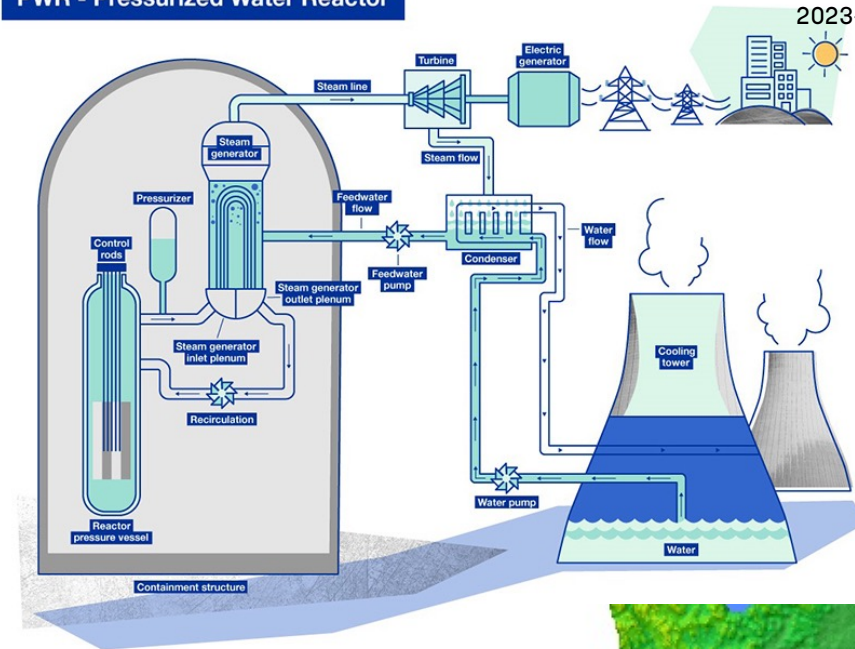 PWR - Pressurized Water Reactor
2023
Turbine
Electric
generator
Steam line
Steam
generator
Steam flow
Pressurizer
Feedwater
flow
Control
rods
Water
flow
Condenser
Feedwater
pump
Steam generator
outlet plenum
Steam generator
inlet plenum
Cooling
tower
Recirculation
Water pump
Reactor
pressure vessel
Water
Containment structure